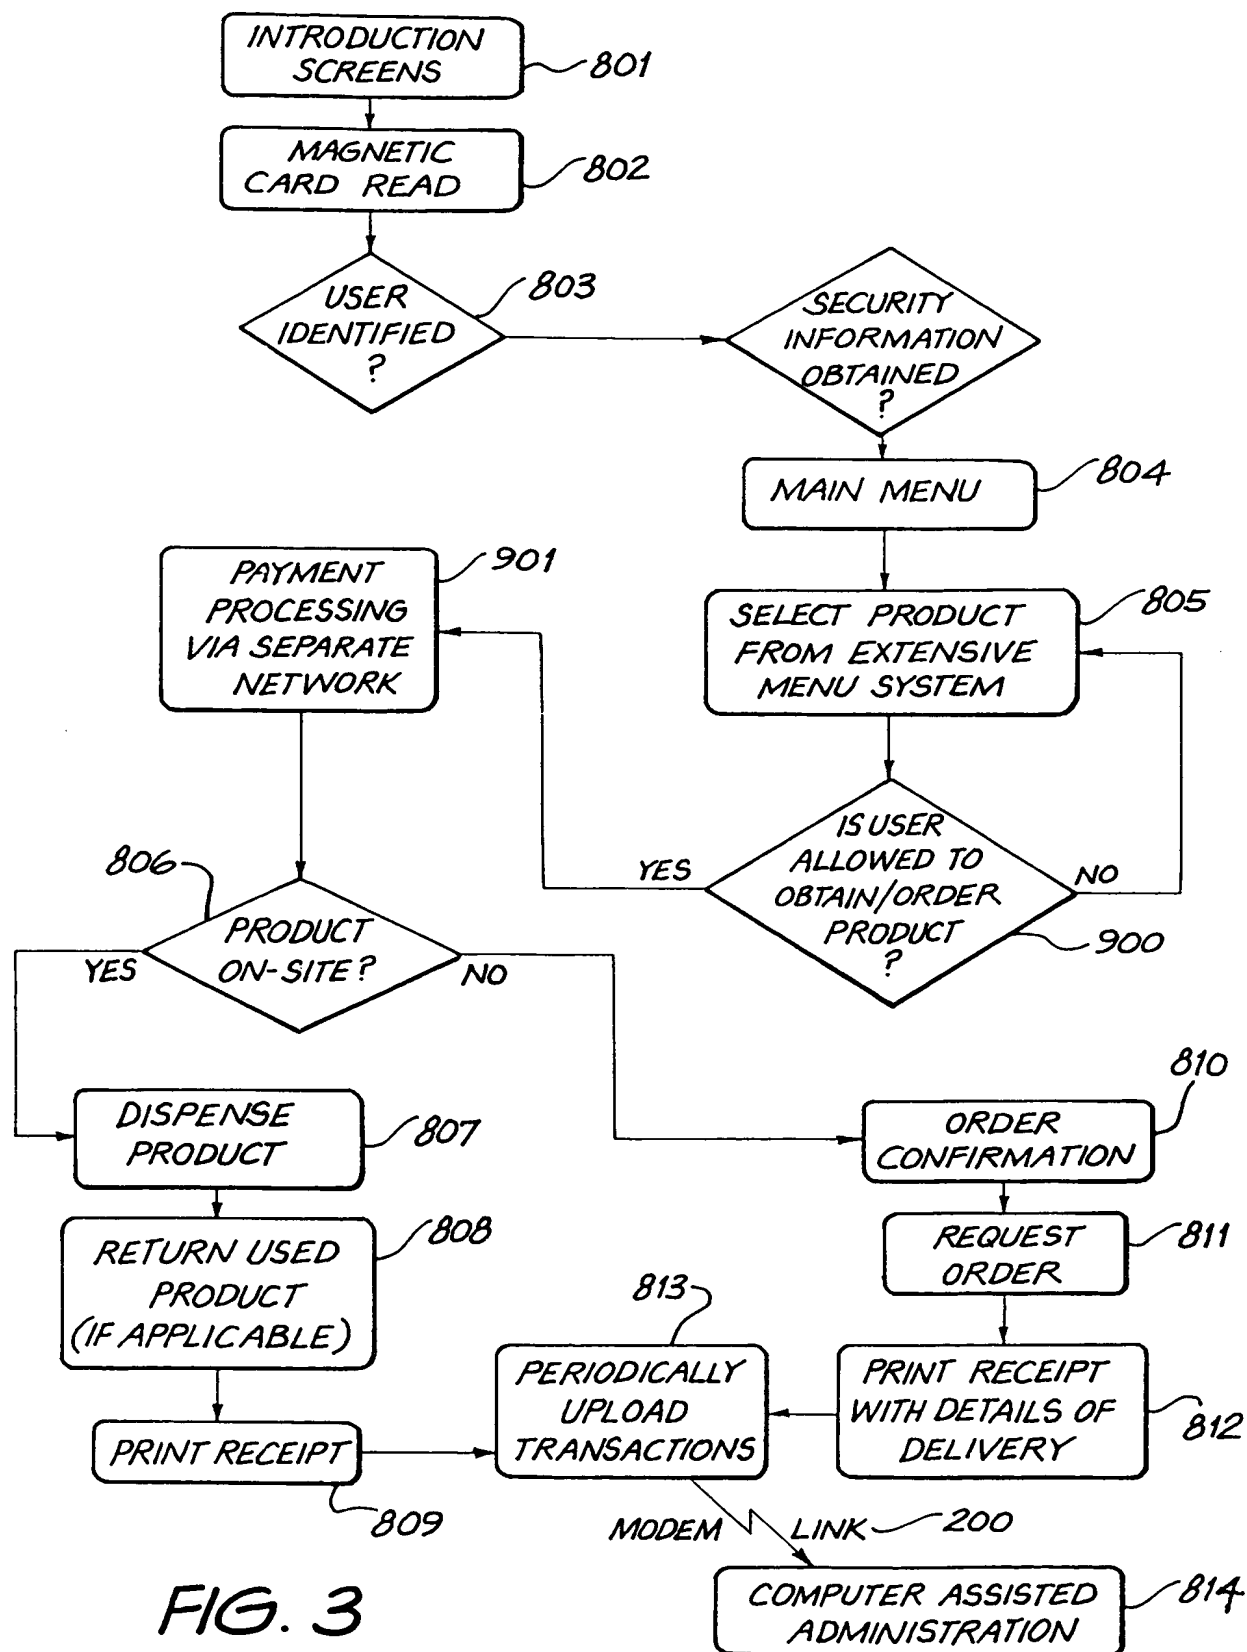 INTRODUCTION
SCREENS
801
MAGNETIC
CARD READ
802
USER
IDENTIFIED
?
803
SECURITY
INFORMATION
OBTAINED
?
MAIN MENU
804
SELECT PRODUCT
FROM EXTENSIVE
MENU SYSTEM
805
IS USER
ALLOWED TO
OBTAIN/ORDER
PRODUCT
?
900
YES
NO
PAYMENT
PROCESSING
VIA SEPARATE
NETWORK
901
806
PRODUCT
ON-SITE?
YES
NO
DISPENSE
PRODUCT
807
RETURN USED
PRODUCT
(IF APPLICABLE)
808
PRINT RECEIPT
809
ORDER
CONFIRMATION
810
REQUEST
ORDER
811
PRINT RECEIPT
WITH DETAILS OF
DELIVERY
812
813
PERIODICALLY
UPLOAD
TRANSACTIONS
MODEM LINK 200
COMPUTER ASSISTED
ADMINISTRATION
814
FIG. 3